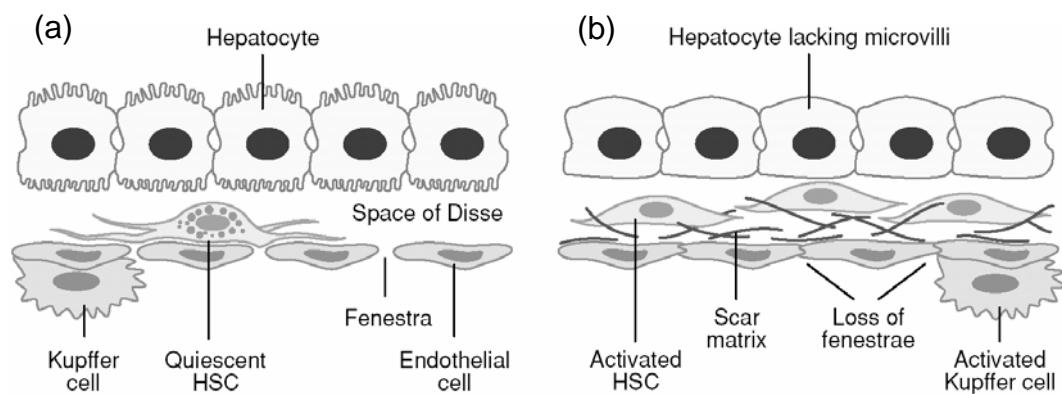 (a)
Hepatocyte
Space of Disse
Fenestra
Kupffer
cell
Quiescent
HSC
Endothelial
cell
(b)
Hepatocyte lacking microvilli
Scar
matrix
Loss of
fenestrae
Activated
HSC
Activated
Kupffer cell